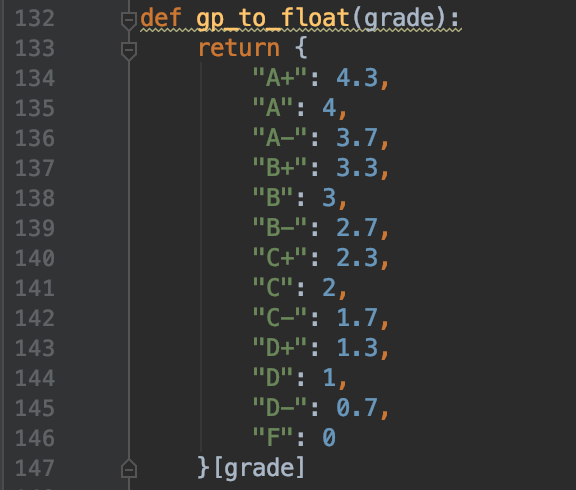 132 def gp_to_float(grade):
133     return {
134         "A+": 4.3,
135         "A": 4,
136         "A-": 3.7,
137         "B+": 3.3,
138         "B": 3,
139         "B-": 2.7,
140         "C+": 2.3,
141         "C": 2,
142         "C-": 1.7,
143         "D+": 1.3,
144         "D": 1,
145         "D-": 0.7,
146         "F": 0
147     }[grade]